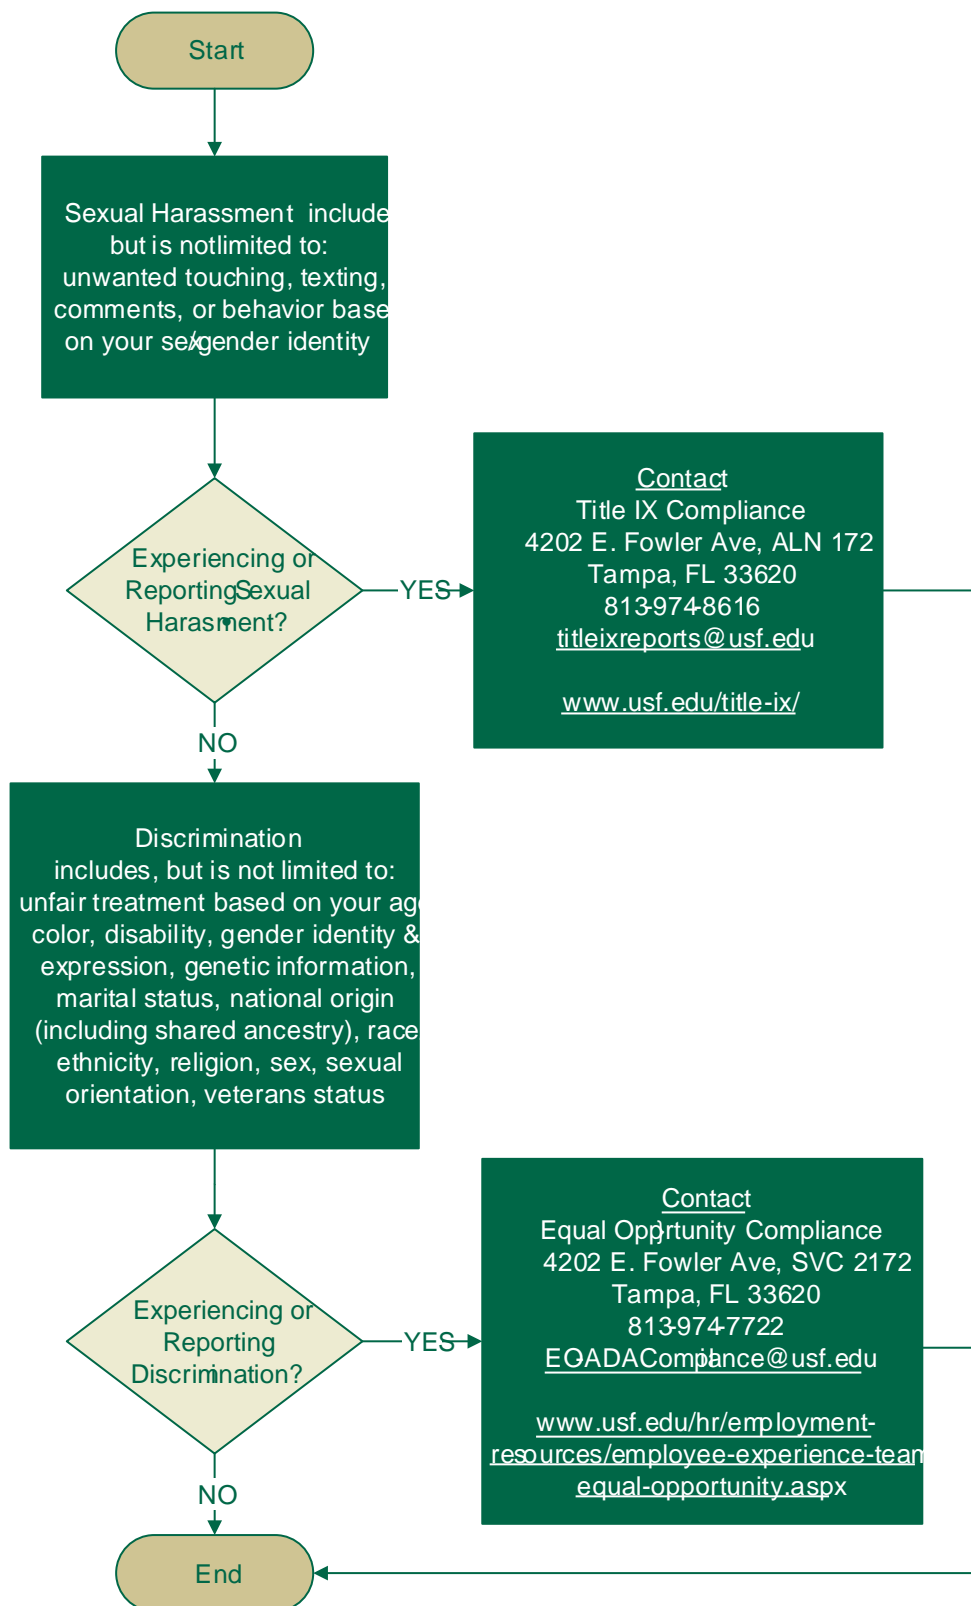 Start
Sexual Harassment include
but is notlimited to:
unwanted touching, texting,
comments, or behavior base
on your sex/gender identity
Experiencing or
Reporting Sexual
Harasment?
YES
Contact
Title IX Compliance
4202 E. Fowler Ave, ALN 172
Tampa, FL 33620
813-974-8616
titleixreports@usf.edu
www.usf.edu/title-ix/
NO
Discrimination
includes, but is not limited to:
unfair treatment based on your age
color, disability, gender identity &
expression, genetic information,
marital status, national origin
(including shared ancestry), race
ethnicity, religion, sex, sexual
orientation, veterans status
Experiencing or
Reporting
Discrimination?
YES
Contact
Equal Opportunity Compliance
4202 E. Fowler Ave, SVC 2172
Tampa, FL 33620
813-974-7722
EO-ADACompliance@usf.edu
www.usf.edu/hr/employment-
resources/employee-experience-team
equal-opportunity.aspx
NO
End